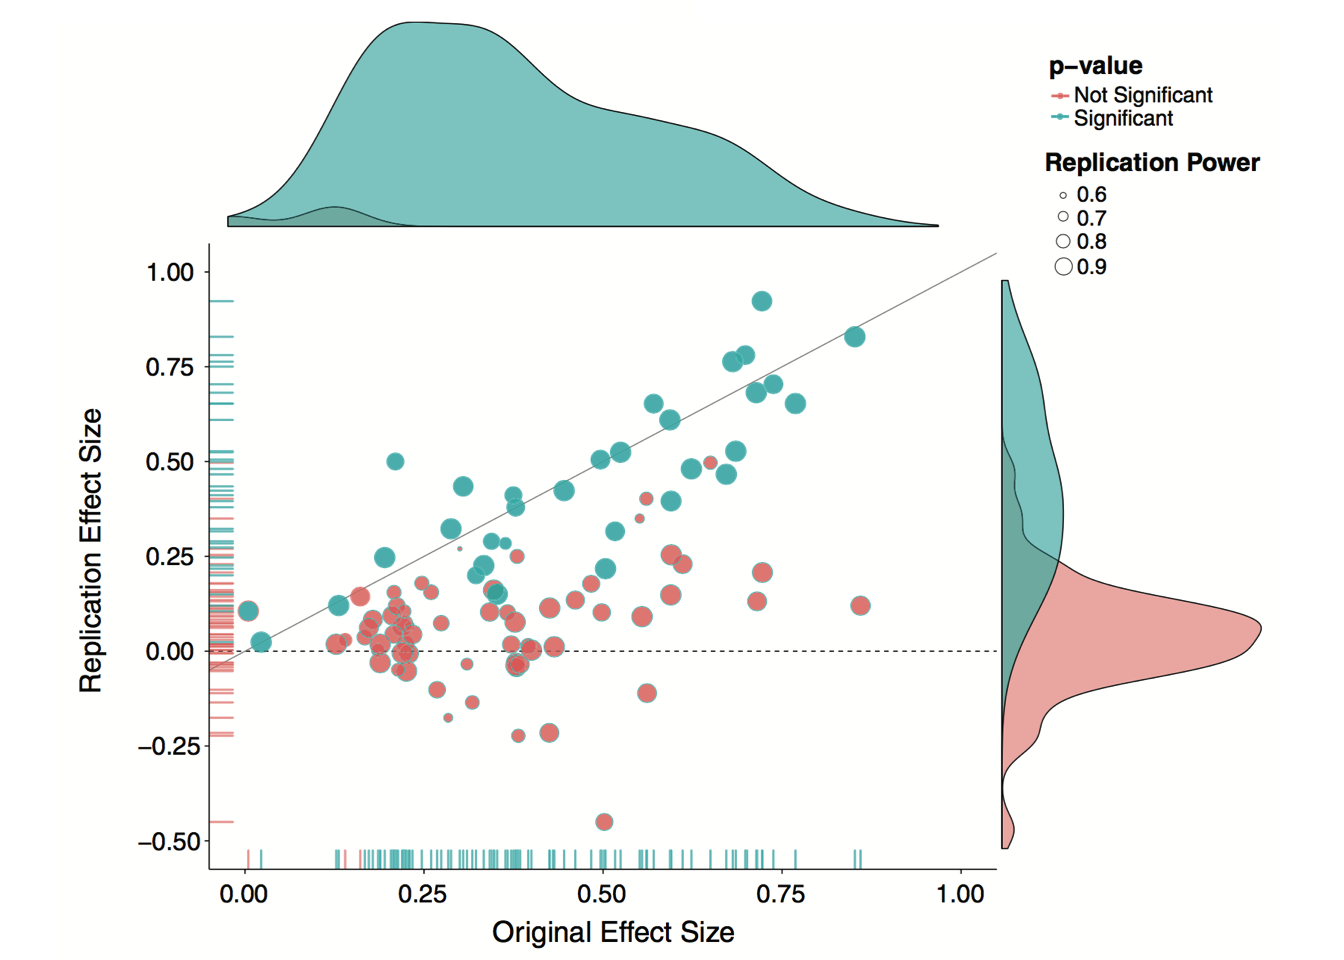 p−value
Not Significant
Significant
Replication Power
0.6
0.7
0.8
0.9
Replication Effect Size
1.00
0.75
0.50
0.25
0.00
−0.25
−0.50
0.00 0.25 0.50 0.75 1.00
Original Effect Size